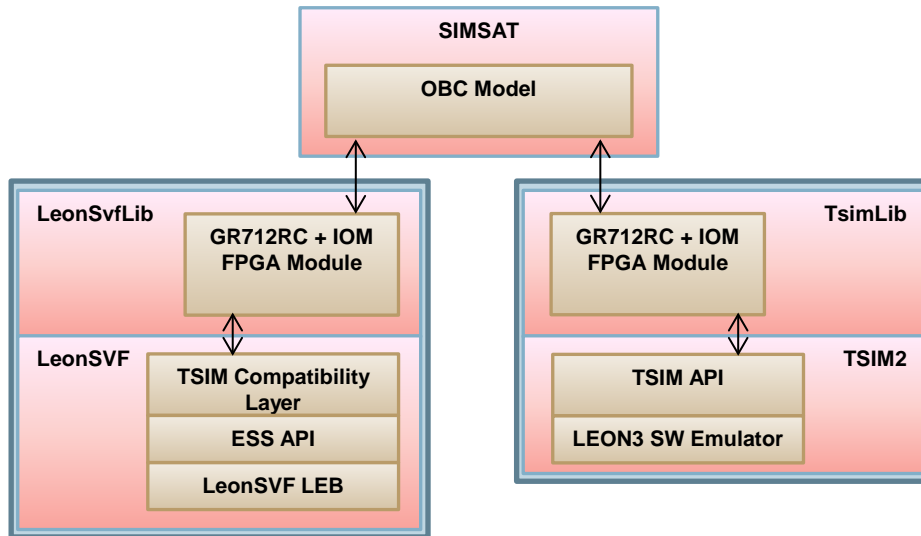 SIMSAT
OBC Model
LeonSvfLib
GR712RC + IOM
FPGA Module
LeonSVF
TSIM Compatibility
Layer
ESS API
LeonSVF LEB
TsimLib
GR712RC + IOM
FPGA Module
TSIM2
TSIM API
LEON3 SW Emulator